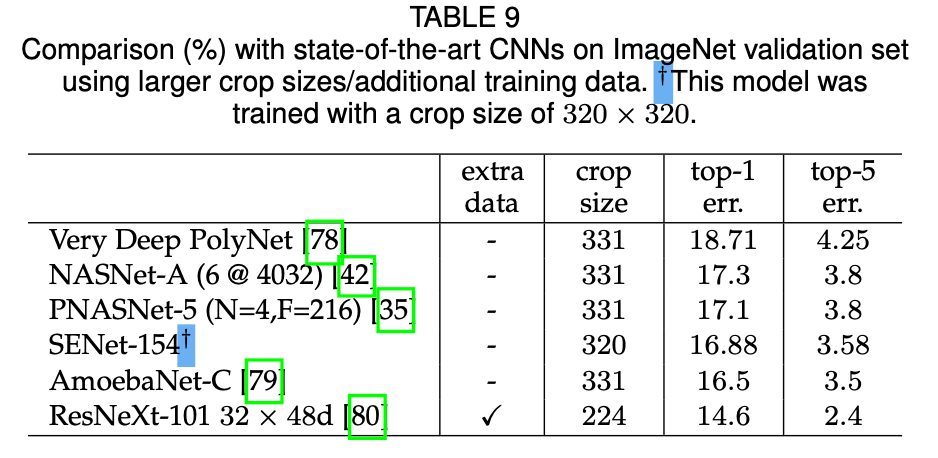 TABLE 9
Comparison (%) with state-of-the-art CNNs on ImageNet validation set
using larger crop sizes/additional training data. †This model was
trained with a crop size of 320 × 320.
extra data crop size top-1 err. top-5 err.
Very Deep PolyNet [78] - 331 18.71 4.25
NASNet-A (6 @ 4032) [42] - 331 17.3 3.8
PNASNet-5 (N=4,F=216) [35] - 331 17.1 3.8
SENet-154† - 320 16.88 3.58
AmoebaNet-C [79] - 331 16.5 3.5
ResNeXt-101 32 × 48d [80] ✓ 224 14.6 2.4